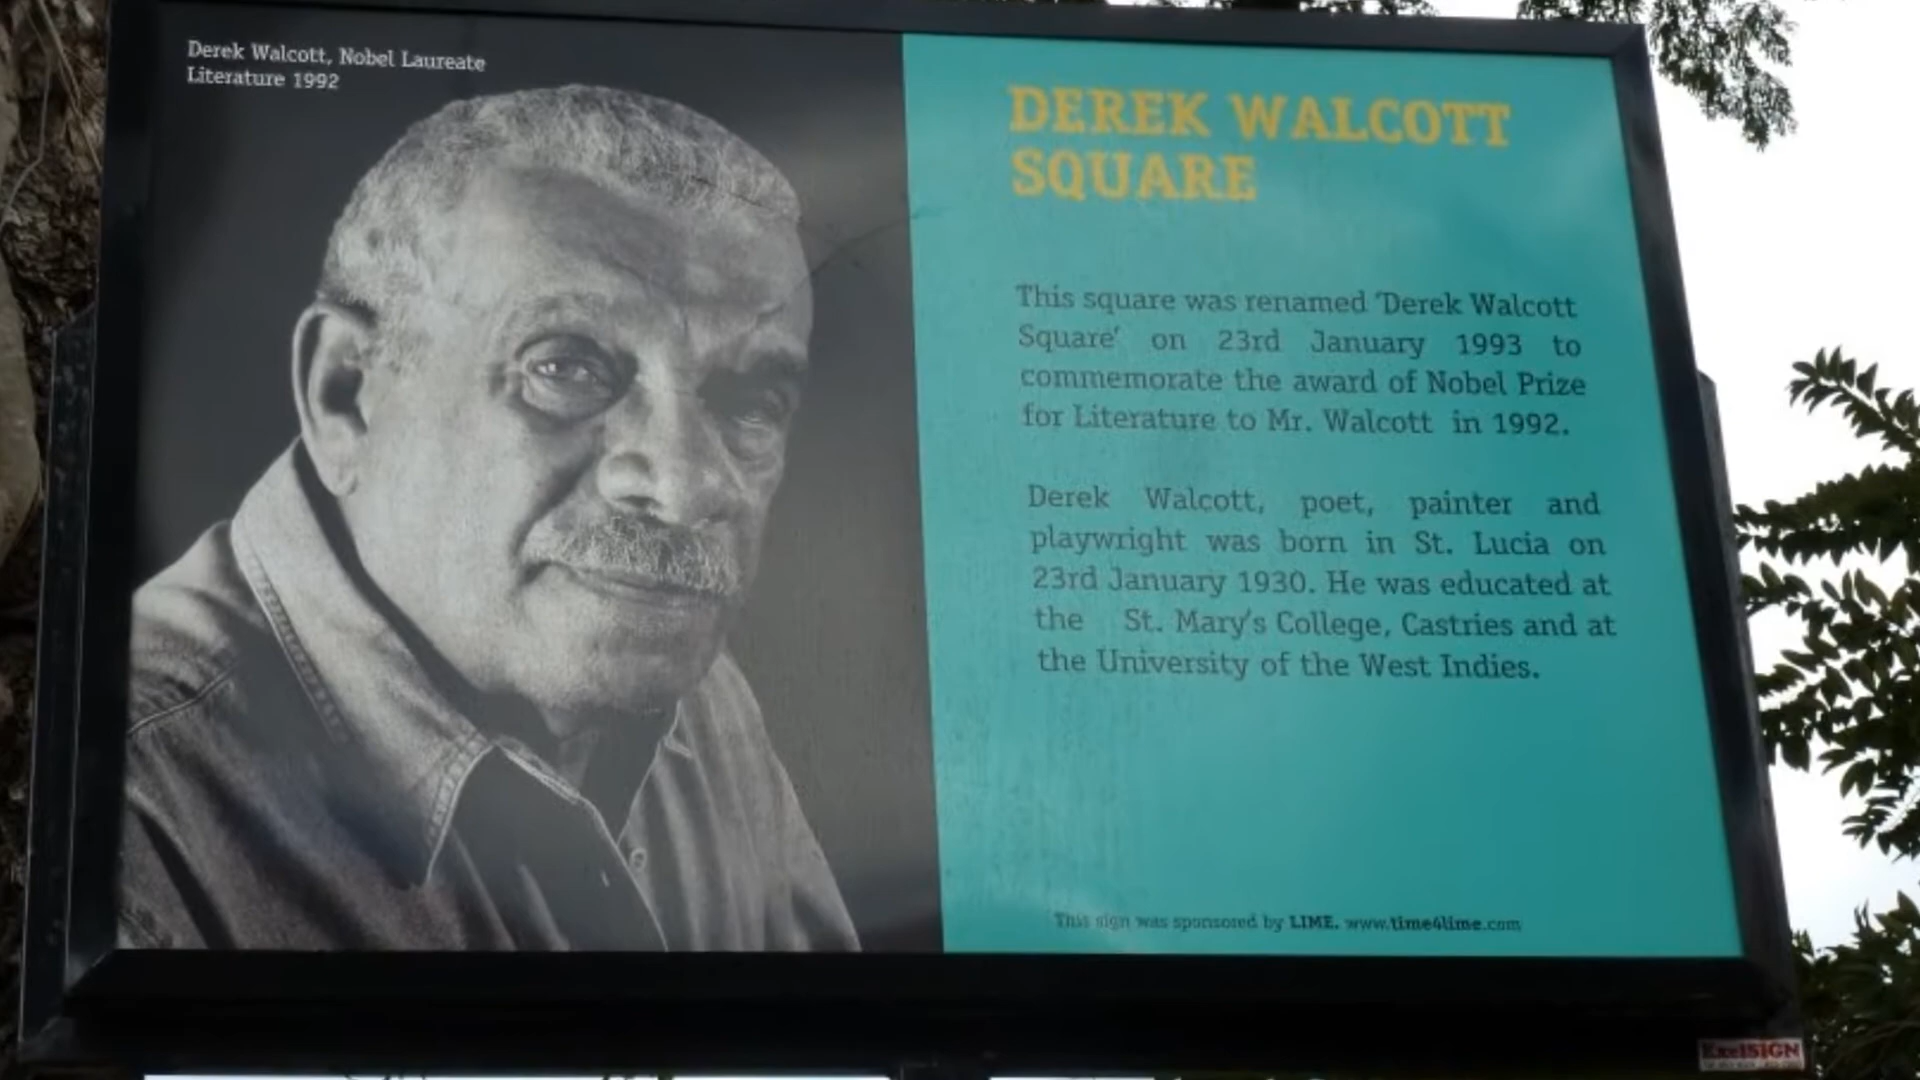 Derek Walcott, Nobel Laureate
Literature 1992
DEREK WALCOTT
SQUARE
This square was renamed 'Derek Walcott
Square' on 23rd January 1993 to
commemorate the award of Nobel Prize
for Literature to Mr. Walcott in 1992.
Derek Walcott, poet, painter and
playwright was born in St. Lucia on
23rd January 1930. He was educated at
the St. Mary's College, Castries and at
the University of the West Indies.
This sign was sponsored by LIME. www.time4lime.com
ExelSIGN